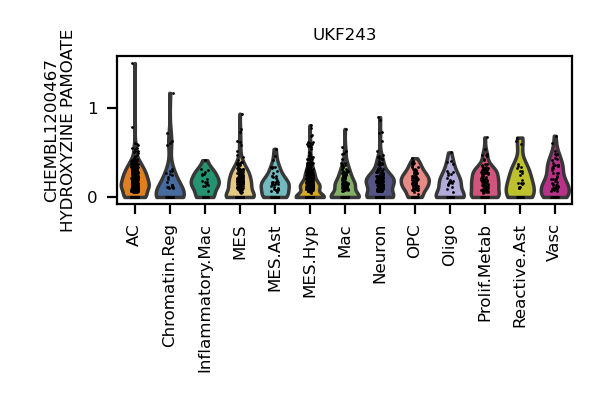 UKF243
CHEMBL1200467
HYDROXYZINE PAMOATE
1
0
AC
Chromatin.Reg
Inflammatory.Mac
MES
MES.Ast
MES.Hyp
Mac
Neuron
OPC
Oligo
Prolif.Metab
Reactive.Ast
Vasc